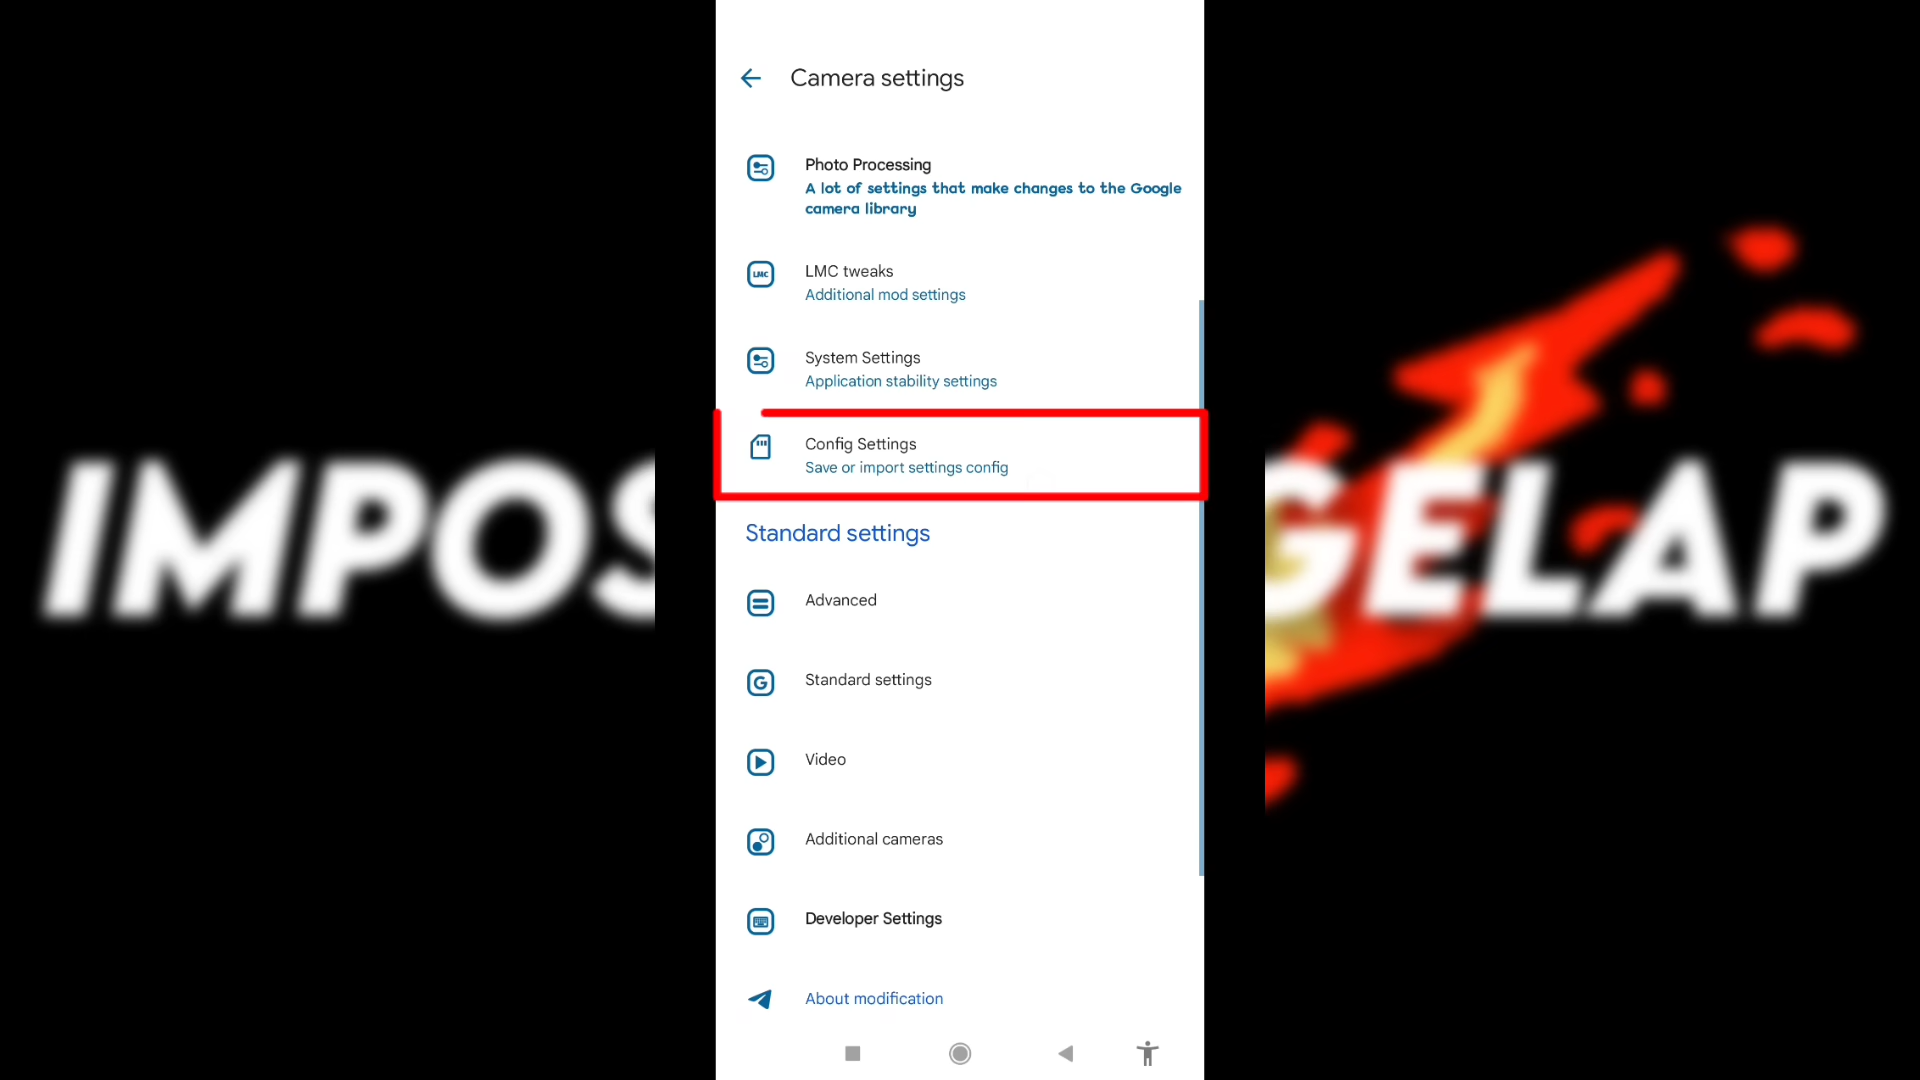 Camera settings
Photo Processing
A lot of settings that make changes to the Google
camera library
LMC
LMC tweaks
Additional mod settings
System Settings
Application stability settings
Config Settings
Save or import settings config
IMPOS
GELAP
Standard settings
Advanced
G
Standard settings
Video
Additional cameras
Developer Settings
About modification